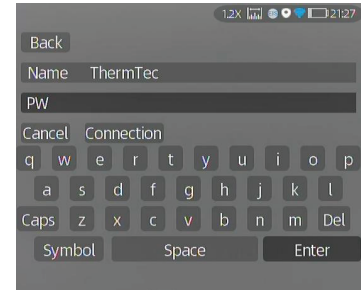 1.2X 21:27
Back
Name ThermTec
PW
Cancel Connection
q w e r t y u i o p
a s d f g h j k l
Caps z x c v b n m Del
Symbol Space Enter